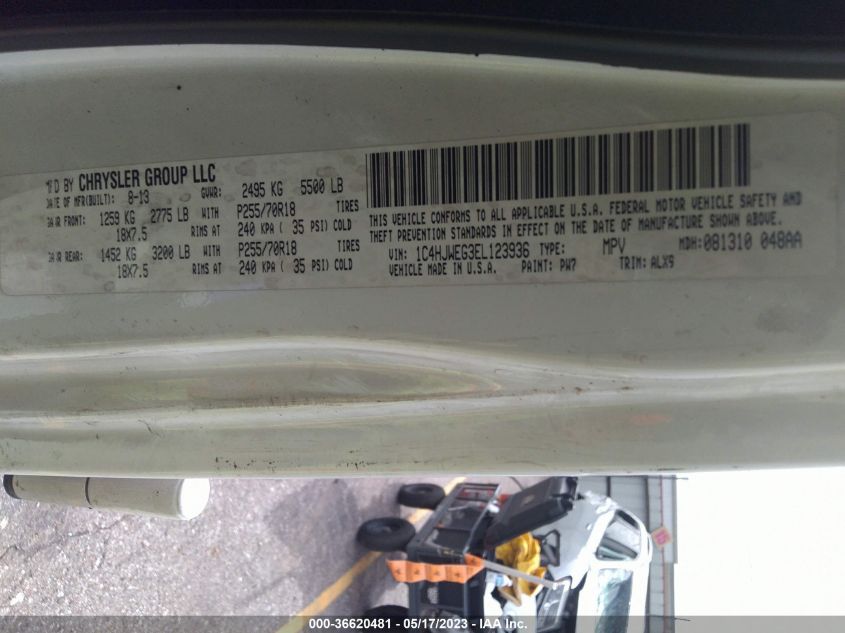 MFD BY CHRYSLER GROUP LLC
DATE OF MFR(BUILT): 8-13 GVWR: 2495 KG 5500 LB
GAWR FRONT: 1259 KG 2775 LB WITH P255/70R18 TIRES
18X7.5 RIMS AT 240 KPA ( 35 PSI) COLD
GAWR REAR: 1452 KG 3200 LB WITH P255/70R18 TIRES
18X7.5 RIMS AT 240 KPA ( 35 PSI) COLD
THIS VEHICLE CONFORMS TO ALL APPLICABLE U.S.A. FEDERAL MOTOR VEHICLE SAFETY AND
THEFT PREVENTION STANDARDS IN EFFECT ON THE DATE OF MANUFACTURE SHOWN ABOVE.
VIN: 1C4HJWEG3EL123936 TYPE: MPV MDH: 081310 048AA
VEHICLE MADE IN U.S.A. PAINT: PW7 TRIM: ALX9
000-36620481 - 05/17/2023 - IAA Inc.